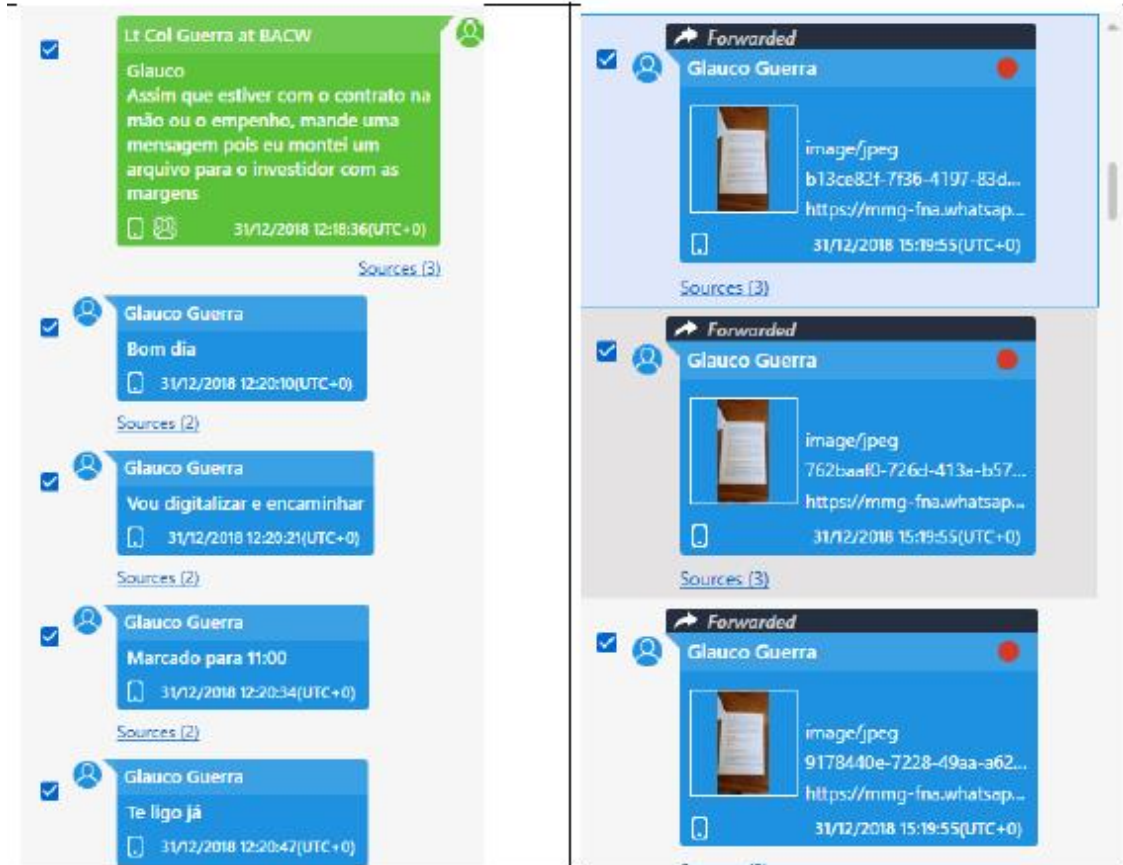 Lt Col Guerra at BACW
Glauco
Assim que estiver com o contrato na
mão ou o empenho, mande uma
mensagem pois eu montei um
arquivo para o investidor com as
margens
31/12/2018 12:18:36(UTC+0)
Sources (3)
Glauco Guerra
Bom dia
31/12/2018 12:20:10(UTC+0)
Sources (2)
Glauco Guerra
Vou digitalizar e encaminhar
31/12/2018 12:20:21(UTC+0)
Sources (2)
Glauco Guerra
Marcado para 11:00
31/12/2018 12:20:34(UTC+0)
Sources (2)
Glauco Guerra
Te ligo já
31/12/2018 12:20:47(UTC+0)
Forwarded
Glauco Guerra
image/jpeg
b13ce82f-7f36-4197-83d...
https://mmg-fna.whatsap...
31/12/2018 15:19:55(UTC+0)
Sources (3)
Forwarded
Glauco Guerra
image/jpeg
762baaf0-726d-413a-b57...
https://mmg-fna.whatsap...
31/12/2018 15:19:55(UTC+0)
Sources (3)
Forwarded
Glauco Guerra
image/jpeg
9178440e-7228-49aa-a62...
https://mmg-fna.whatsap...
31/12/2018 15:19:55(UTC+0)